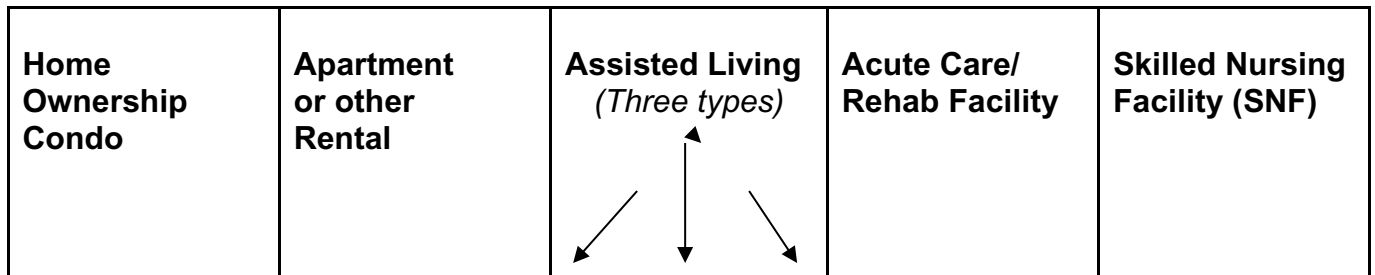 Home
Ownership
Condo
Apartment
or other
Rental
Assisted Living
(Three types)
Acute Care/
Rehab Facility
Skilled Nursing
Facility (SNF)